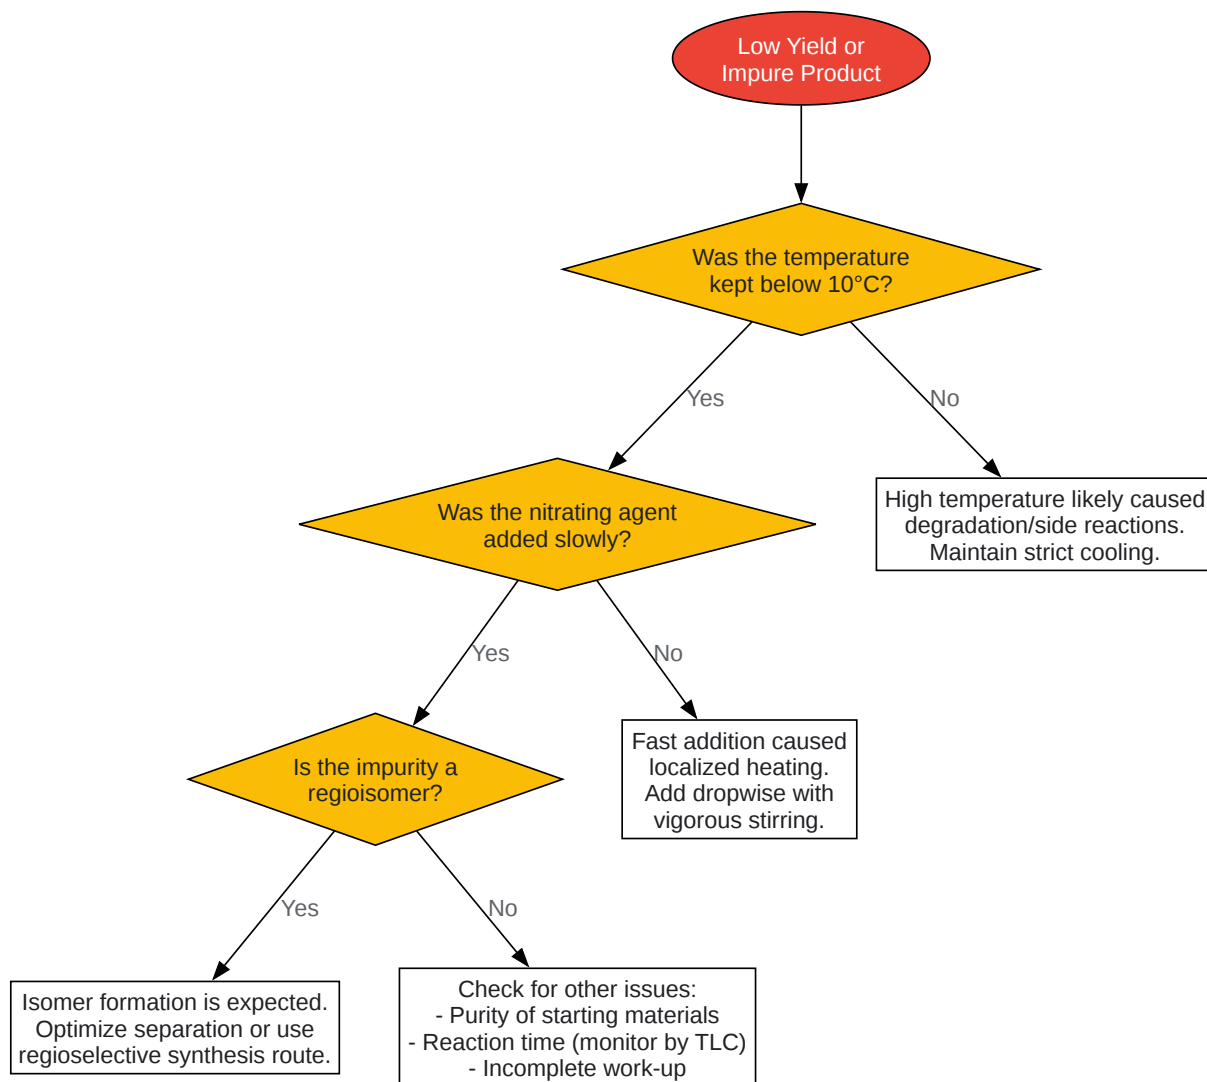 Low Yield or
Impure Product
Was the temperature
kept below 10°C?
Yes
No
High temperature likely caused
degradation/side reactions.
Maintain strict cooling.
Was the nitrating agent
added slowly?
Yes
No
Fast addition caused
localized heating.
Add dropwise with
vigorous stirring.
Is the impurity a
regioisomer?
Yes
No
Isomer formation is expected.
Optimize separation or use
regioselective synthesis route.
Check for other issues:
- Purity of starting materials
- Reaction time (monitor by TLC)
- Incomplete work-up